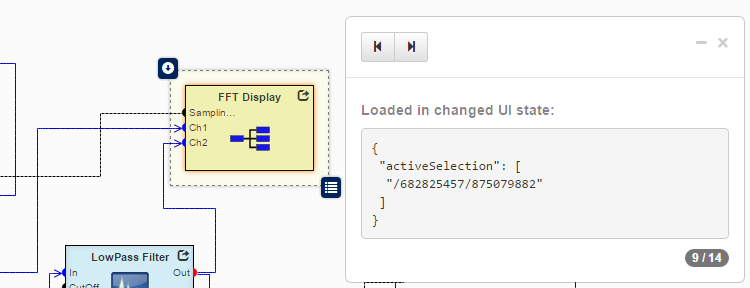 FFT Display
Samplin...
Ch1
Ch2
LowPass Filter
In
Out
CutOff
Loaded in changed UI state:
{
"activeSelection": [
"/682825457/875079882"
]
}
9 / 14